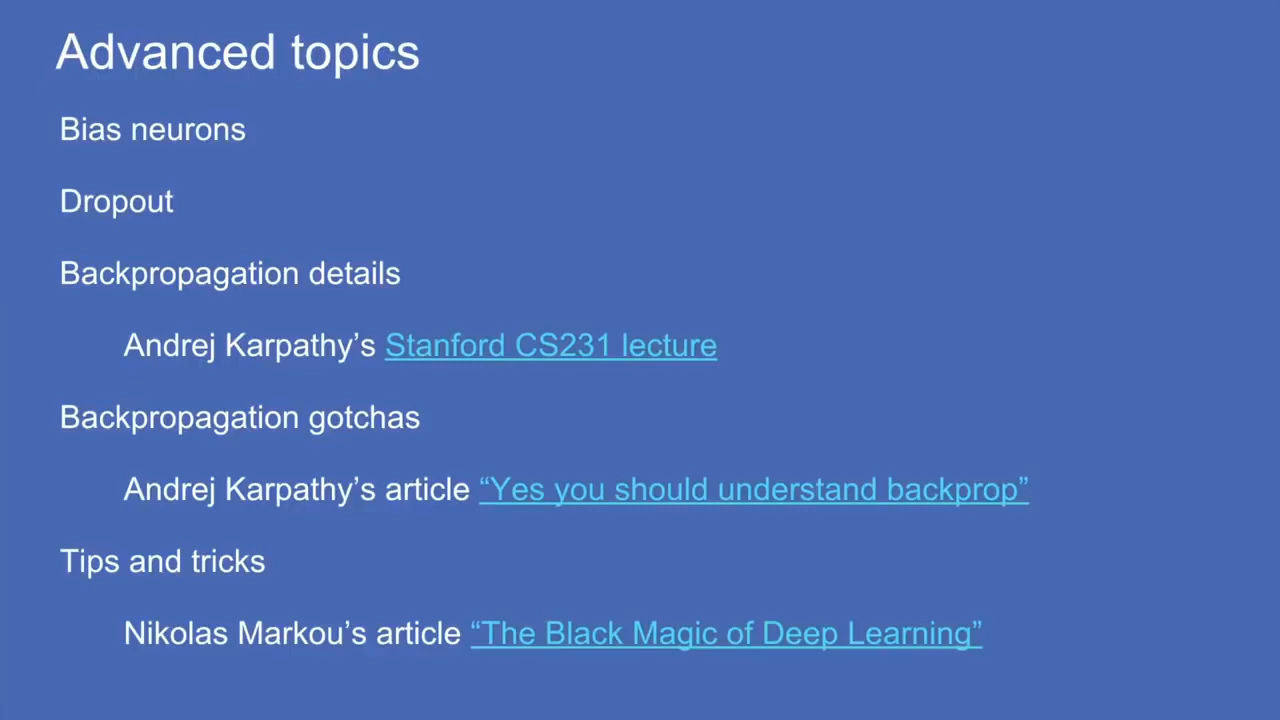 Advanced topics
Bias neurons
Dropout
Backpropagation details
Andrej Karpathy’s Stanford CS231 lecture
Backpropagation gotchas
Andrej Karpathy’s article “Yes you should understand backprop”
Tips and tricks
Nikolas Markou’s article “The Black Magic of Deep Learning”